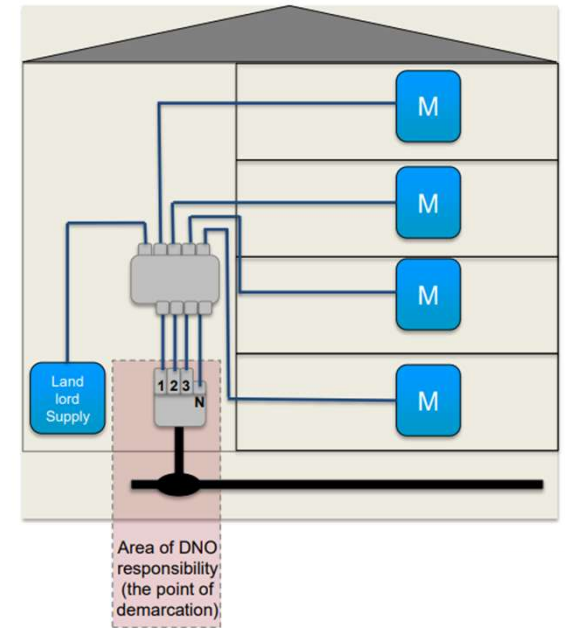 M
M
M
M
Land
lord
Supply
1 2 3
N
Area of DNO
responsibility
(the point of
demarcation)